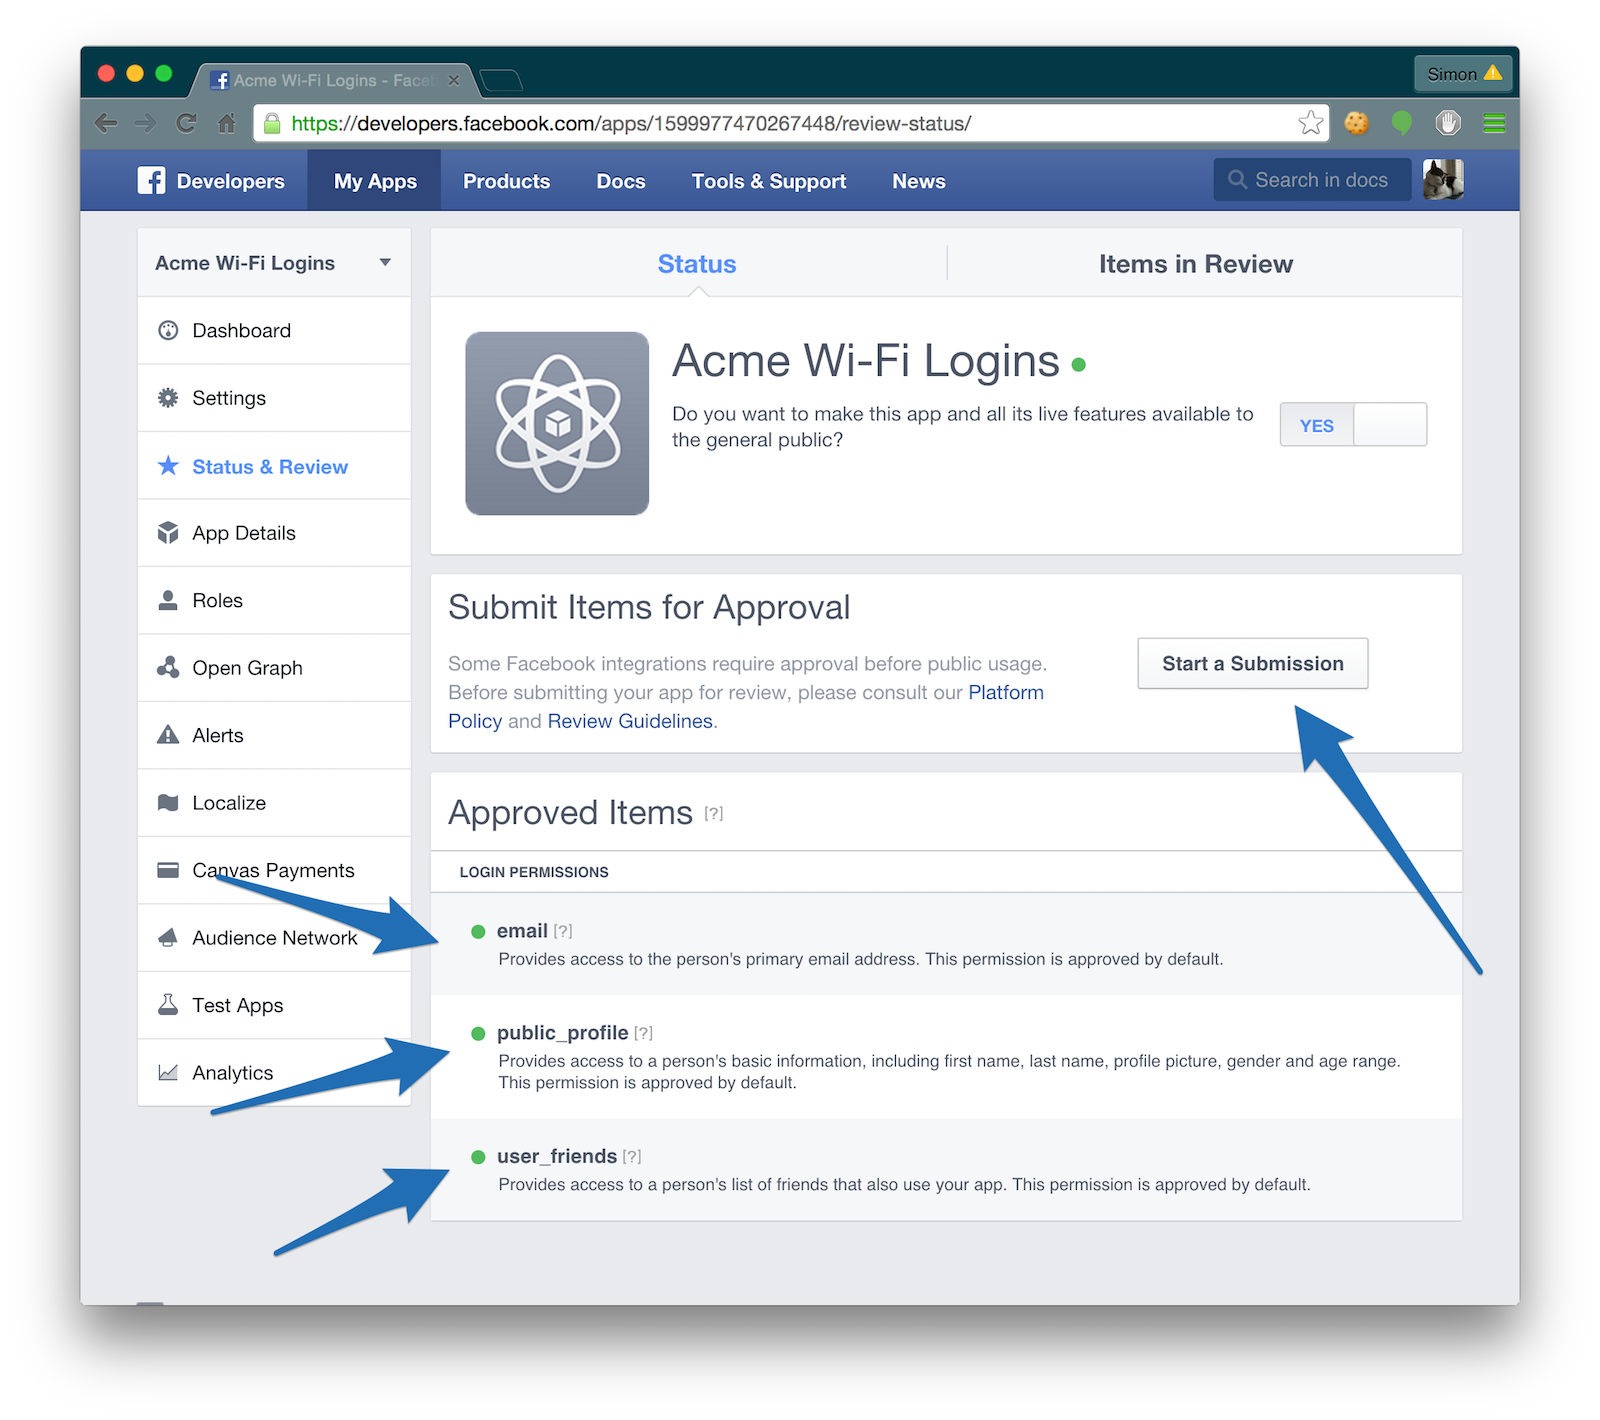 Acme Wi-Fi Logins - Faceb
Simon
https://developers.facebook.com/apps/1599977470267448/review-status/
Developers
My Apps
Products
Docs
Tools & Support
News
Search in docs
Acme Wi-Fi Logins
Dashboard
Settings
Status & Review
App Details
Roles
Open Graph
Alerts
Localize
Canvas Payments
Audience Network
Test Apps
Analytics
Status
Items in Review
Acme Wi-Fi Logins
Do you want to make this app and all its live features available to
the general public?
YES
Submit Items for Approval
Some Facebook integrations require approval before public usage.
Before submitting your app for review, please consult our Platform
Policy and Review Guidelines.
Start a Submission
Approved Items [?]
LOGIN PERMISSIONS
email [?]
Provides access to the person's primary email address. This permission is approved by default.
public_profile [?]
Provides access to a person's basic information, including first name, last name, profile picture, gender and age range.
This permission is approved by default.
user_friends [?]
Provides access to a person's list of friends that also use your app. This permission is approved by default.